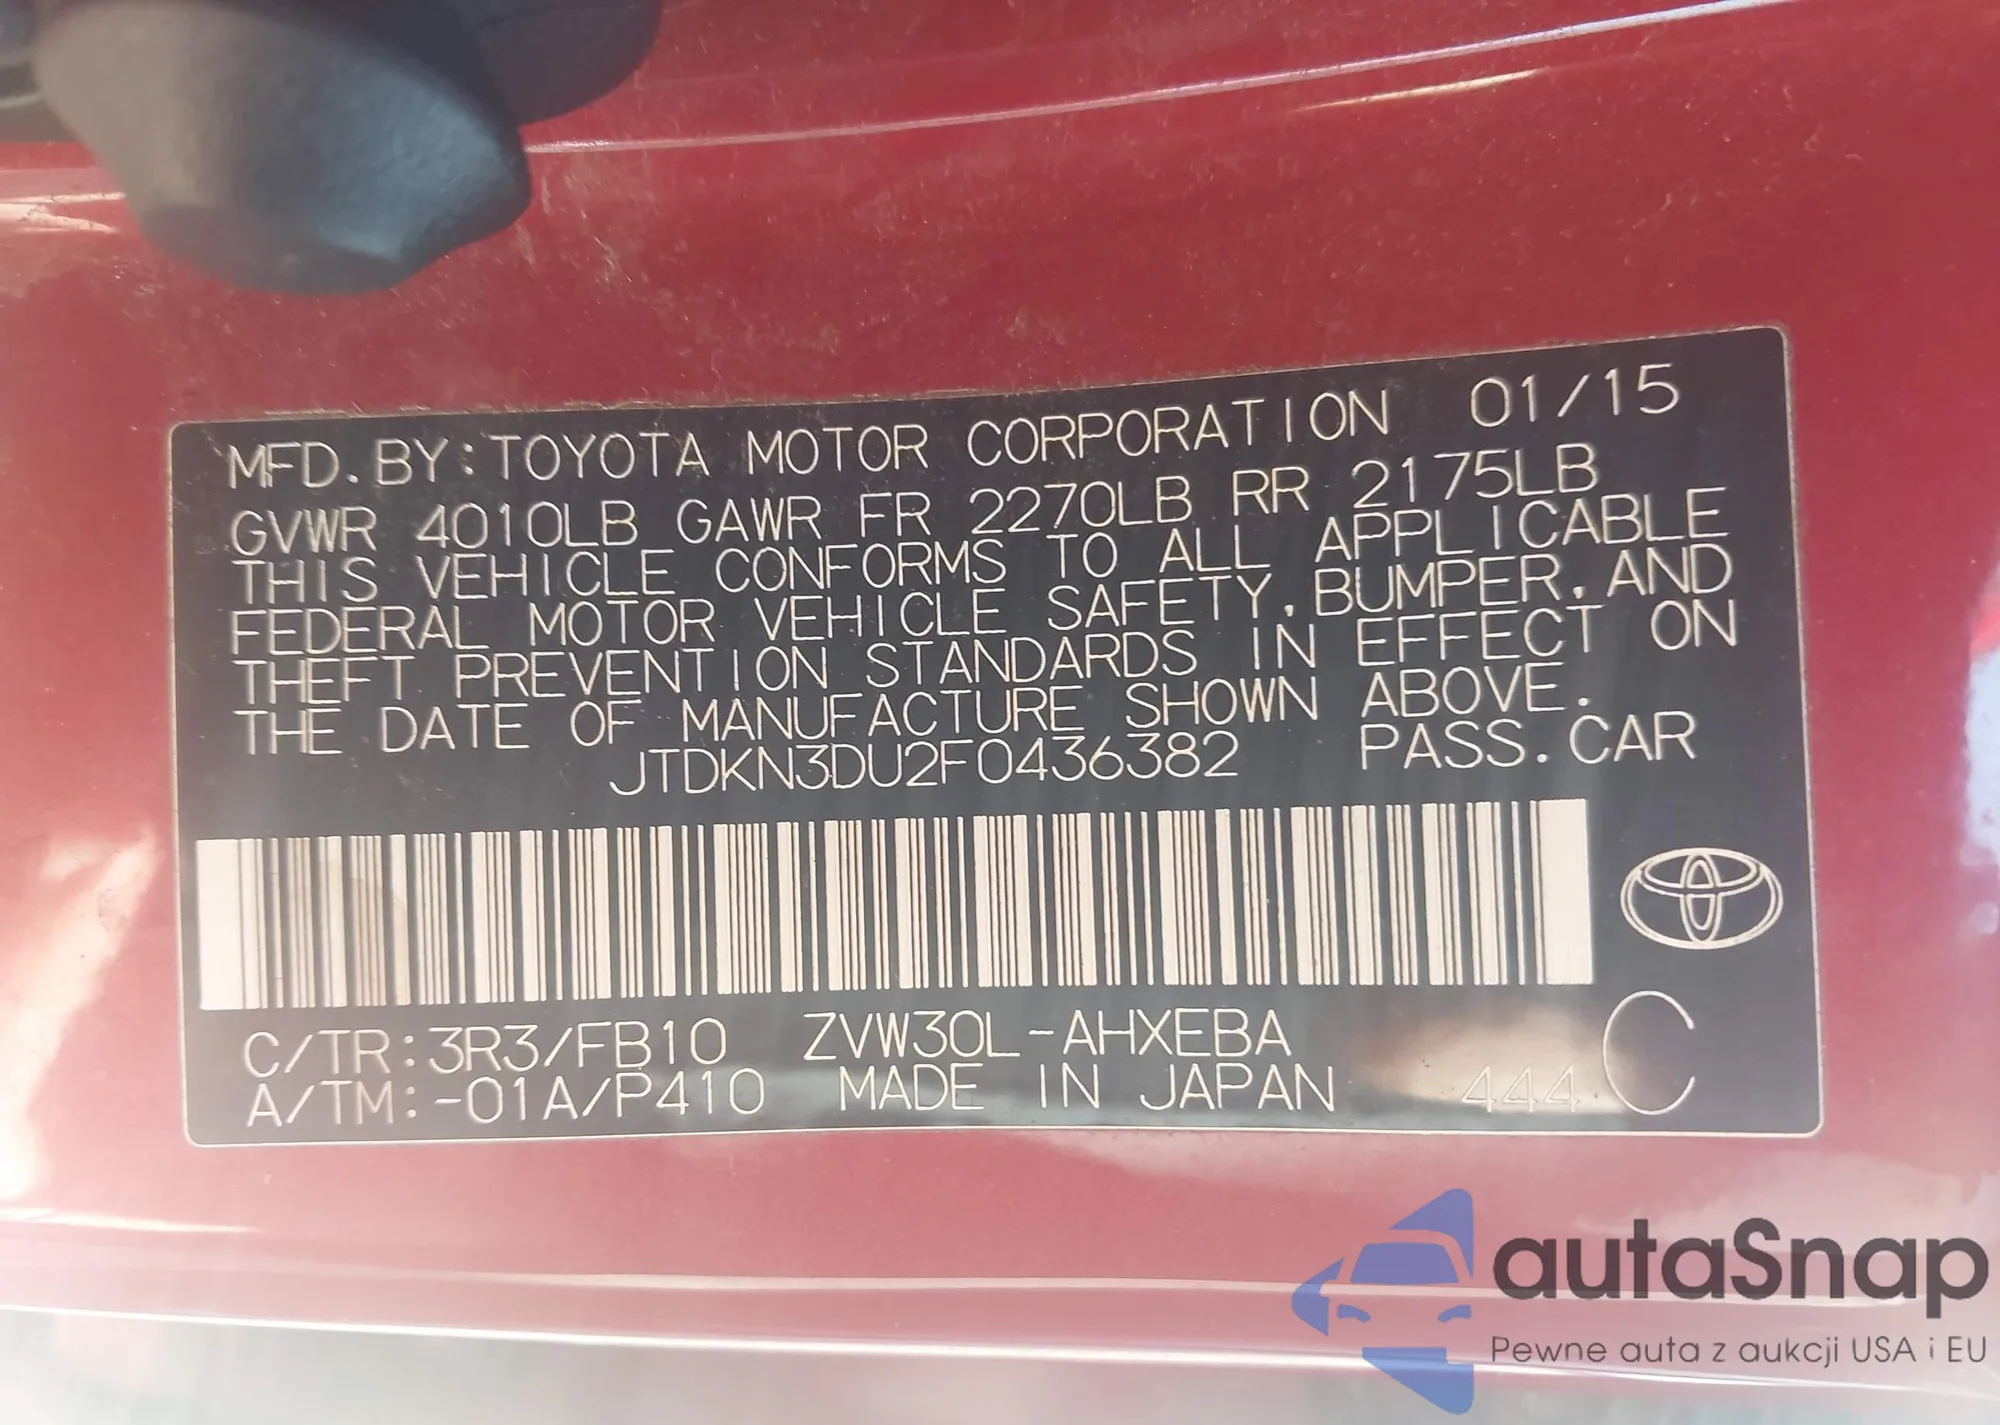 MFD. BY:TOYOTA MOTOR CORPORATION 01/15
GVWR 4010LB GAWR FR 2270LB RR 2175LB
THIS VEHICLE CONFORMS TO ALL APPLICABLE
FEDERAL MOTOR VEHICLE SAFETY, BUMPER, AND
THEFT PREVENTION STANDARDS IN EFFECT ON
THE DATE OF MANUFACTURE SHOWN ABOVE.
JTDKN3DU2F0436382 PASS. CAR
C/TR:3R3/FB10 ZVW30L-AHXEBA
A/TM:-01A/P410 MADE IN JAPAN 444 C
autaSnap
Pewne auta z aukcji USA i EU